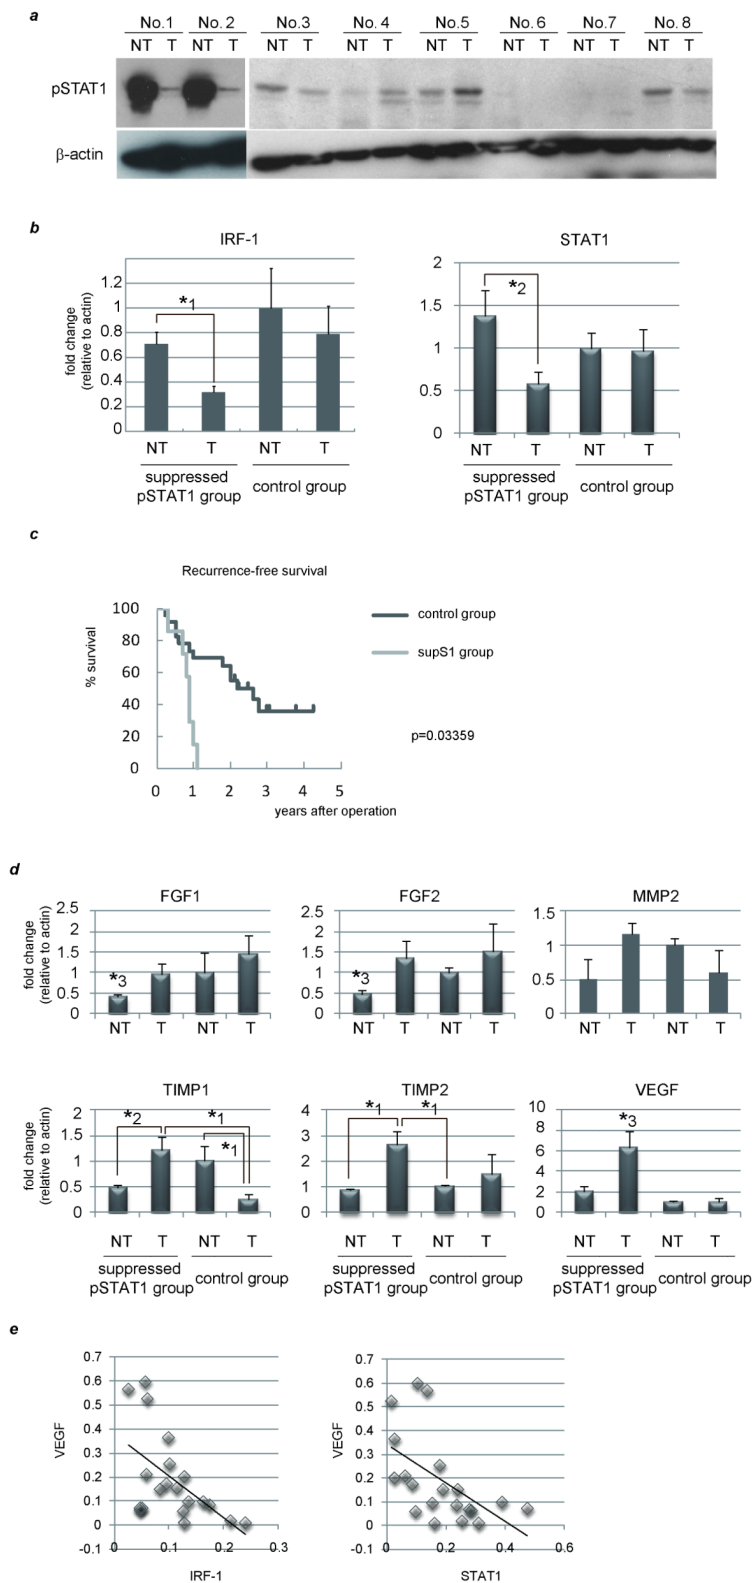 a
No.1 No.2 No.3 No. 4 No.5 No. 6 No.7 No. 8
NT T NT T NT T NT T NT T NT T NT T NT T
pSTAT1
β-actin
b
IRF-1
fold change
(relative to actin)
1.2
1
0.8
0.6
0.4
0.2
0
*1
NT T NT T
suppressed
pSTAT1 group
control group
STAT1
2
1.5
1
0.5
0
*2
NT T NT T
suppressed
pSTAT1 group
control group
c
Recurrence-free survival
% survival
100
80
60
40
20
0
0 1 2 3 4 5
years after operation
control group
supS1 group
p=0.03359
d
FGF1
fold change
(relative to actin)
2.5
2
1.5
1
0.5
0
*3
NT T NT T
FGF2
2.5
2
1.5
1
0.5
0
*3
NT T NT T
MMP2
1.5
1
0.5
0
NT T NT T
TIMP1
fold change
(relative to actin)
2
1.5
1
0.5
0
*2 *1
*1
NT T NT T
suppressed
pSTAT1 group
control group
TIMP2
4
3
2
1
0
*1 *1
NT T NT T
suppressed
pSTAT1 group
control group
VEGF
10
8
6
4
2
0
*3
NT T NT T
suppressed
pSTAT1 group
control group
e
VEGF
0.7
0.6
0.5
0.4
0.3
0.2
0.1
0
-0.1
0 0.1 0.2 0.3
IRF-1
VEGF
0.7
0.6
0.5
0.4
0.3
0.2
0.1
0
-0.1
0 0.2 0.4 0.6
STAT1